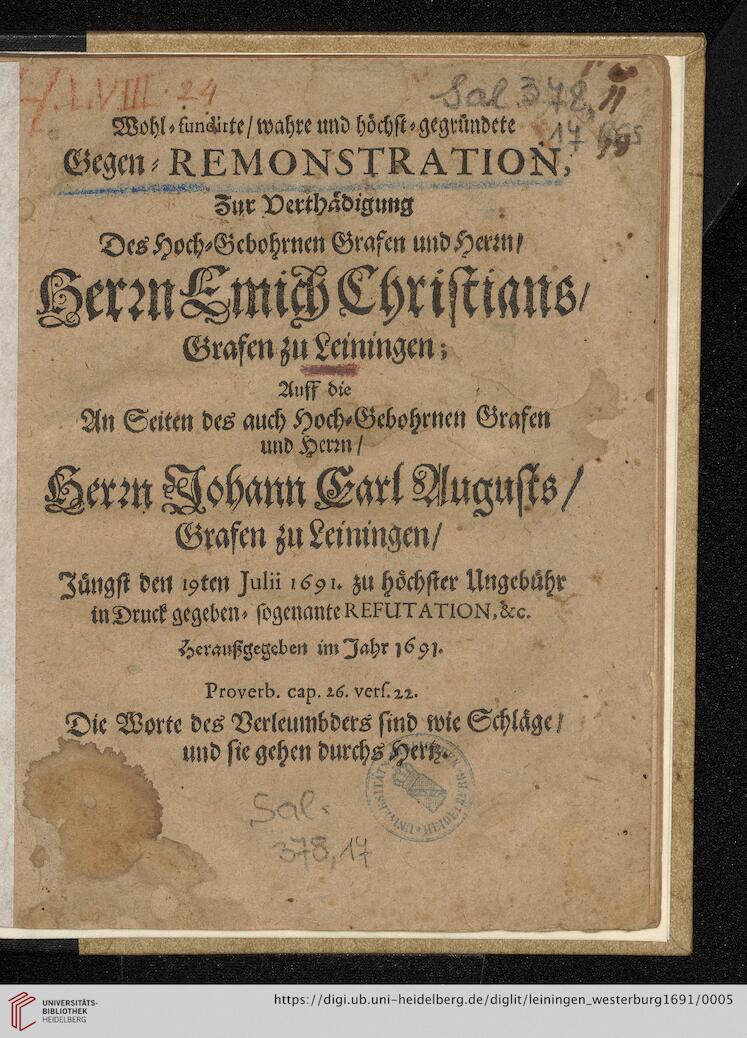 L.VIII. 24
Sal. 378,
17
Wohl-fundirte/ wahre und höchst-gegründete
Gegen-REMONSTRATION,
Zur Verthädigung
Des Hoch-Gebohrnen Grafen und Herrn/
Herrn Emich Christians/
Grafen zu Leiningen;
Auff die
An Seiten des auch Hoch-Gebohrnen Grafen
und Herrn/
Herrn Johann Carl Augusts/
Grafen zu Leiningen/
Jüngst den 19ten Julii 1691. zu höchster Ungebühr
in Druck gegeben, sogenante REFUTATION, &c.
Heraußgegeben im Jahr 1691.
Proverb. cap. 26. vers. 22.
Die Worte des Verleumbders sind wie Schläge/
und sie gehen durchs Hertz.
Sal.
378,17
UNIVERSITÄTS-
BIBLIOTHEK
HEIDELBERG
https://digi.ub.uni-heidelberg.de/diglit/leiningen_westerburg1691/0005